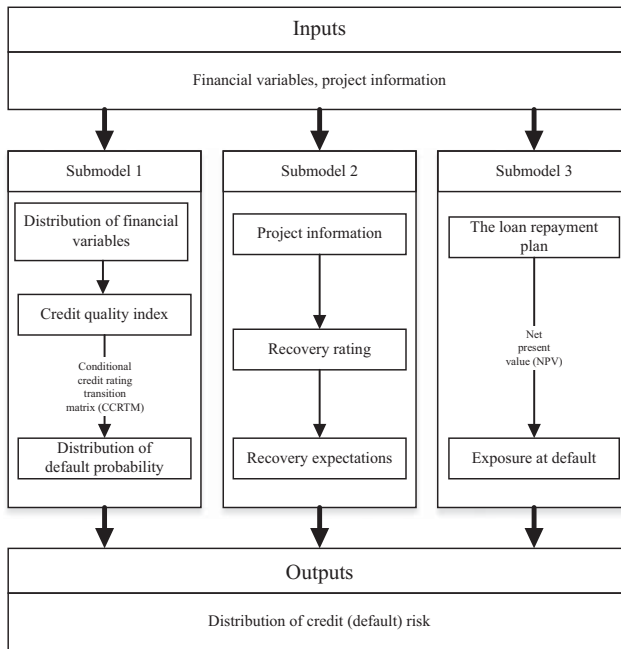 Inputs
Financial variables, project information
Submodel 1
Distribution of financial
variables
Credit quality index
Conditional
credit rating
transition
matrix (CCRTM)
Distribution of
default probability
Submodel 2
Project information
Recovery rating
Recovery expectations
Submodel 3
The loan repayment
plan
Net
present
value (NPV)
Exposure at default
Outputs
Distribution of credit (default) risk